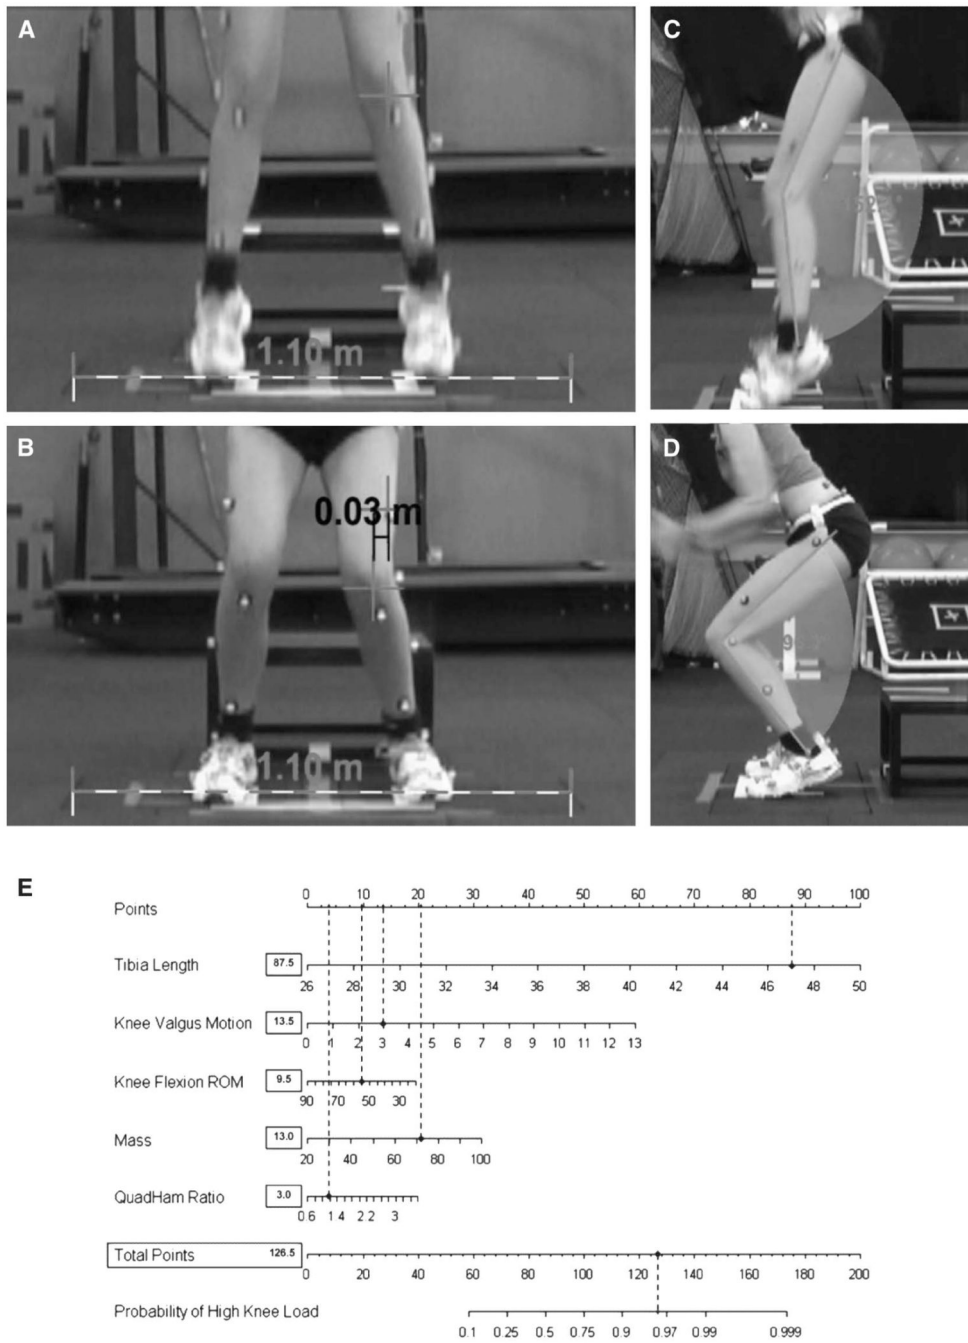 A
C
1.10 m
B
D
0.03 m
9
1.10 m
E
Points
0 10 20 30 40 50 60 70 80 90 100
Tibia Length 87.5
26 28 30 32 34 36 38 40 42 44 46 48 50
Knee Valgus Motion 13.5
0 1 2 3 4 5 6 7 8 9 10 11 12 13
Knee Flexion ROM 9.5
90 70 50 30
Mass 13.0
20 40 60 80 100
QuadHam Ratio 3.0
0.6 1 4 2 2 3
Total Points 126.5
0 20 40 60 80 100 120 140 160 180 200
Probability of High Knee Load
0.1 0.25 0.5 0.75 0.9 0.97 0.99 0.999